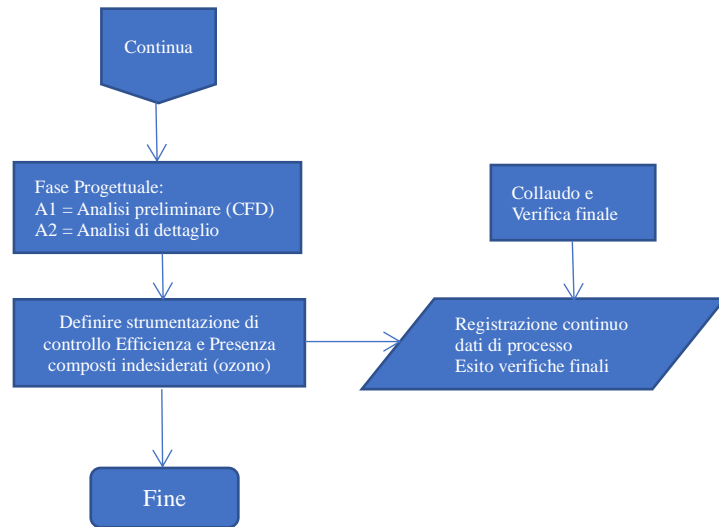 Continua
Fase Progettuale:
A1 = Analisi preliminare (CFD)
A2 = Analisi di dettaglio
Collaudo e
Verifica finale
Definire strumentazione di
controllo Efficienza e Presenza
composti indesiderati (ozono)
Registrazione continuo
dati di processo
Esito verifiche finali
Fine